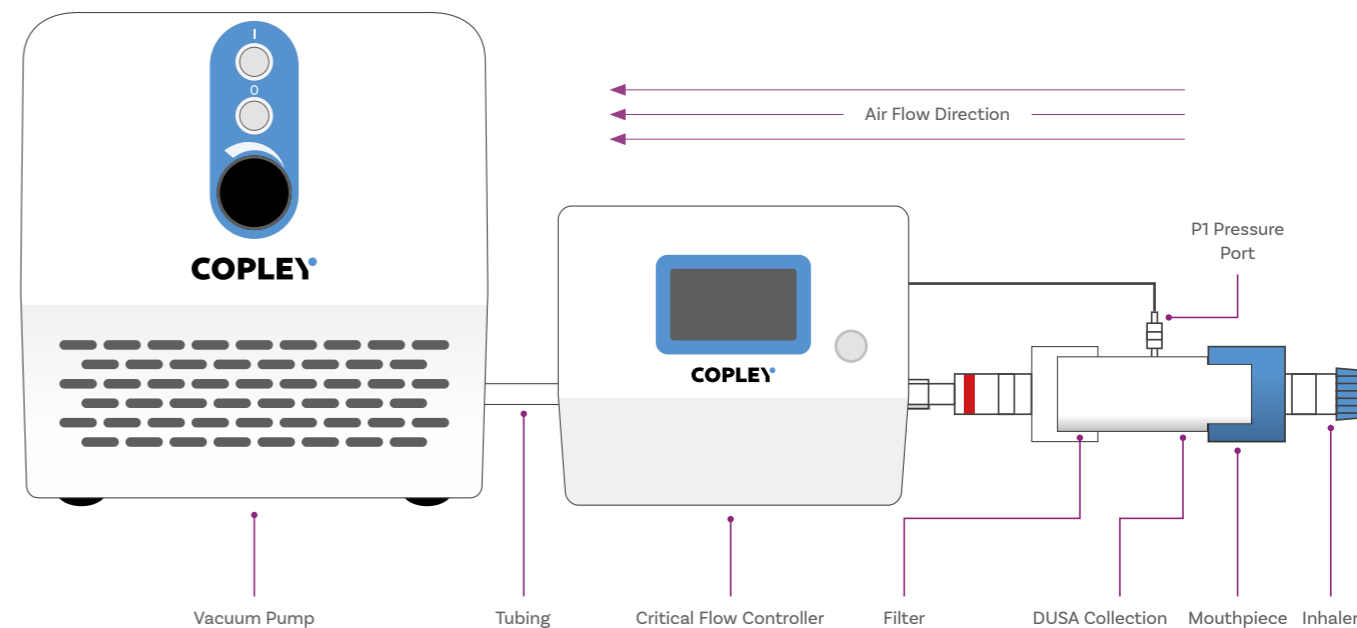 I
O
COPLEY
Air Flow Direction
P1 Pressure
Port
COPLEY
Vacuum Pump
Tubing
Critical Flow Controller
Filter
DUSA Collection
Mouthpiece
Inhaler